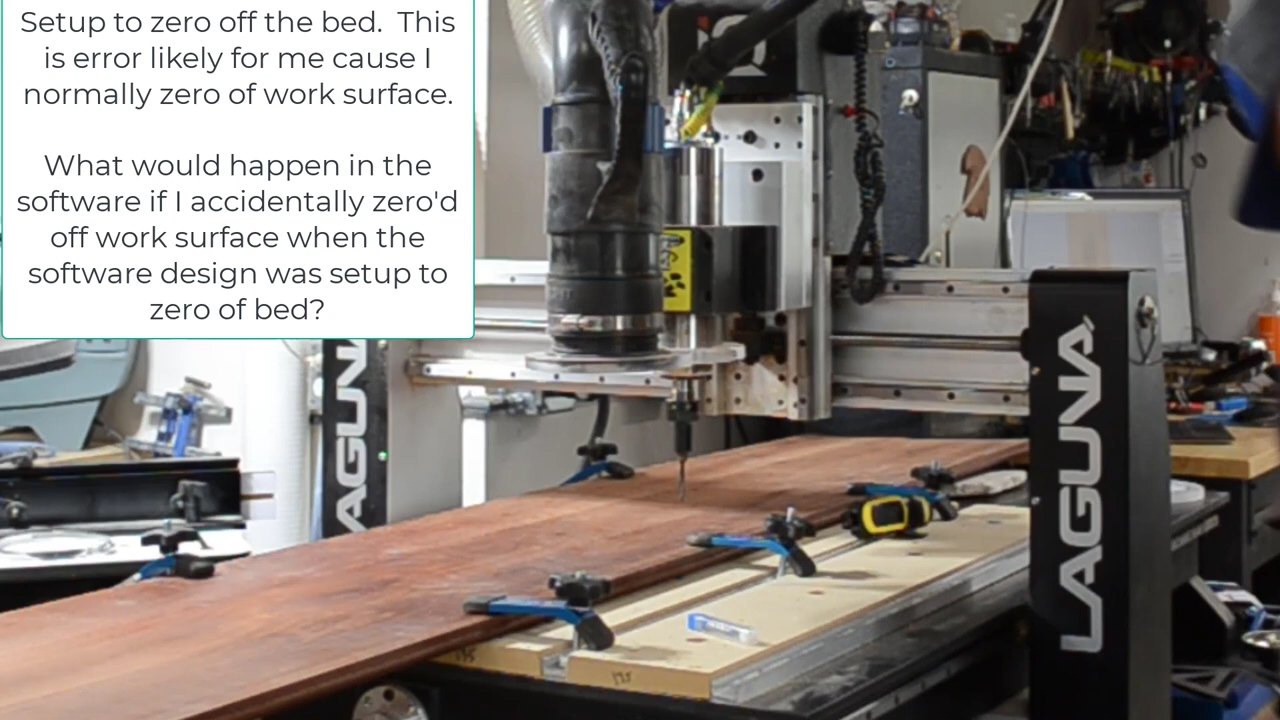 Setup to zero off the bed.  This
is error likely for me cause I
normally zero of work surface.
What would happen in the
software if I accidentally zero'd
off work surface when the
software design was setup to
zero of bed?
LAGUNA
LAGUNA